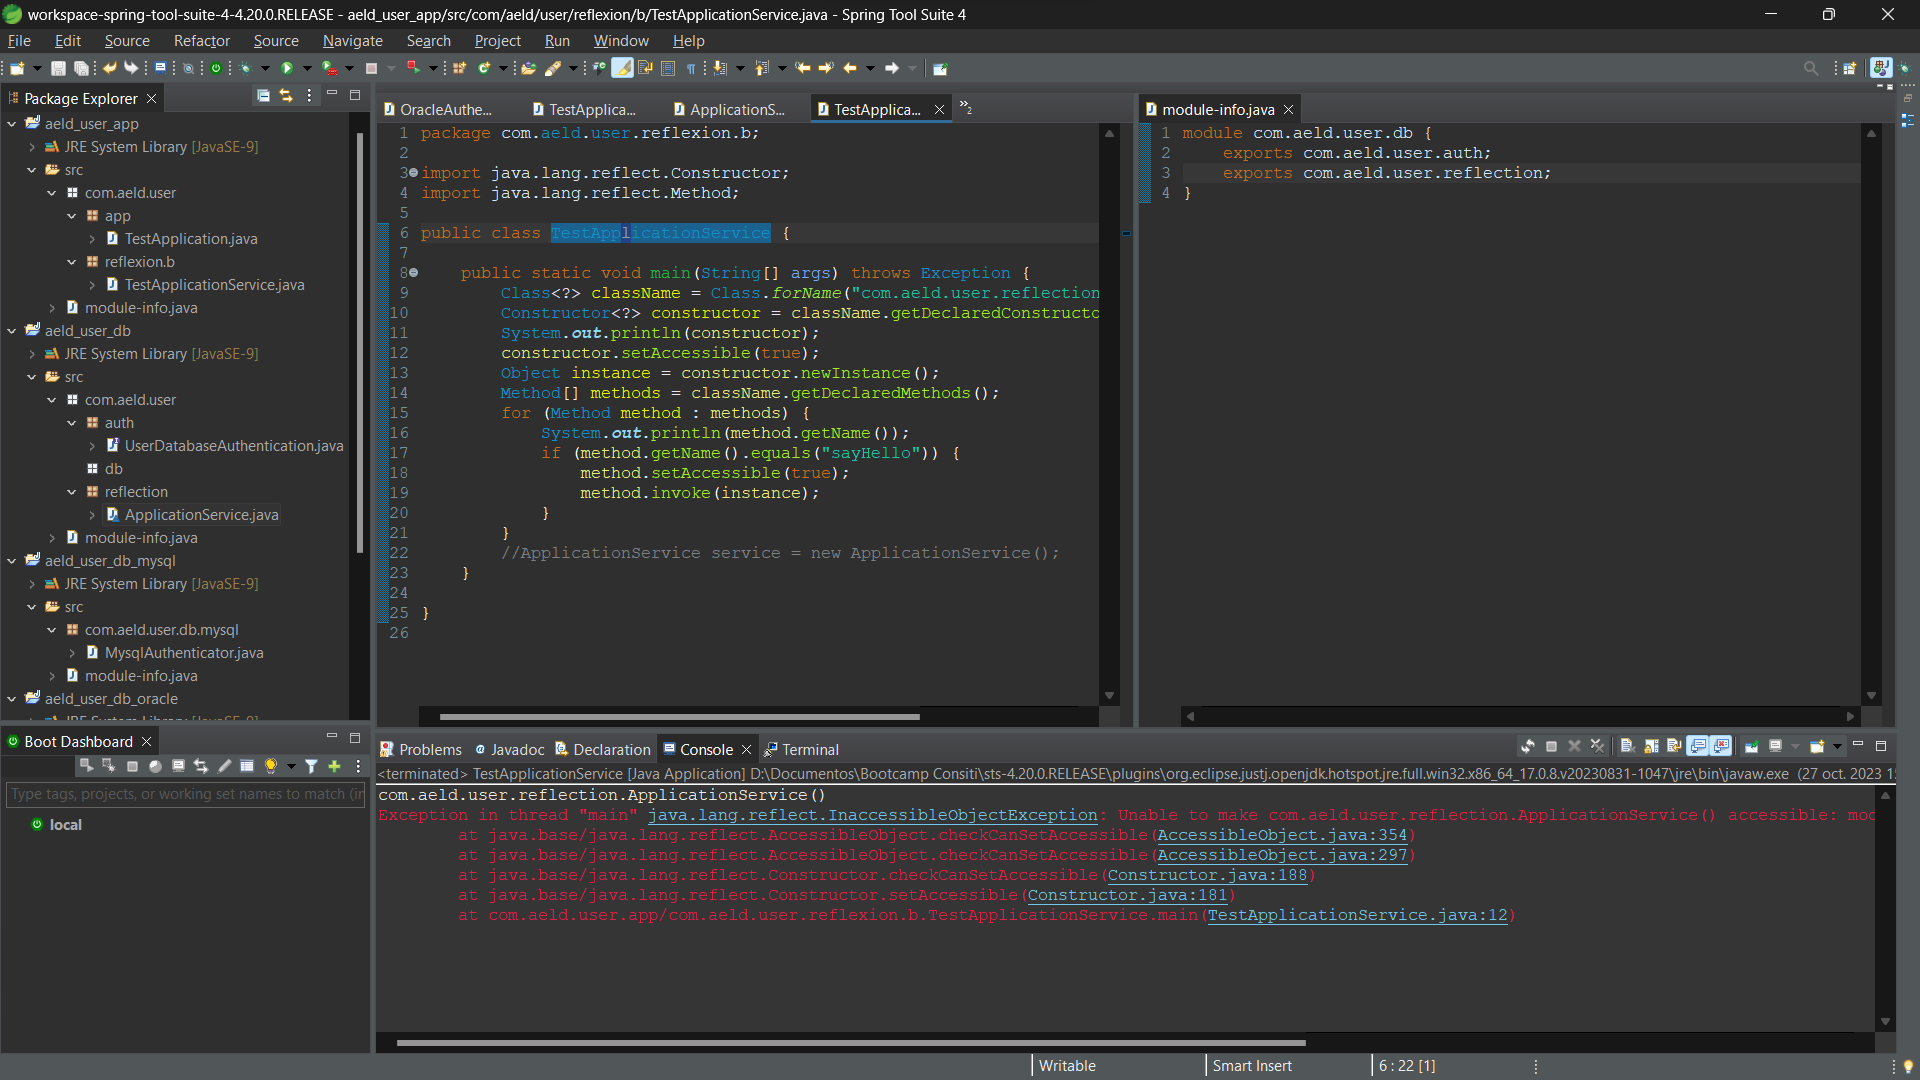 workspace-spring-tool-suite-4-4.20.0.RELEASE - aeld_user_app/src/com/aeld/user/reflexion/b/TestApplicationService.java - Spring Tool Suite 4
File Edit Source Refactor Source Navigate Search Project Run Window Help
Package Explorer
aeld_user_app
JRE System Library [JavaSE-9]
src
com.aeld.user
app
TestApplication.java
reflexion.b
TestApplicationService.java
module-info.java
aeld_user_db
JRE System Library [JavaSE-9]
src
com.aeld.user
auth
UserDatabaseAuthentication.java
db
reflection
ApplicationService.java
module-info.java
aeld_user_db_mysql
JRE System Library [JavaSE-9]
src
com.aeld.user.db.mysql
MysqlAuthenticator.java
module-info.java
aeld_user_db_oracle
Boot Dashboard
Type tags, projects, or working set names to match (in
local
OracleAuthe... TestApplica... ApplicationS... TestApplica... »2
1 package com.aeld.user.reflexion.b;
2
3 import java.lang.reflect.Constructor;
4 import java.lang.reflect.Method;
5
6 public class TestApplicationService {
7
8 public static void main(String[] args) throws Exception {
9 Class<?> className = Class.forName("com.aeld.user.reflection
10 Constructor<?> constructor = className.getDeclaredConstructo
11 System.out.println(constructor);
12 constructor.setAccessible(true);
13 Object instance = constructor.newInstance();
14 Method[] methods = className.getDeclaredMethods();
15 for (Method method : methods) {
16 System.out.println(method.getName());
17 if (method.getName().equals("sayHello")) {
18 method.setAccessible(true);
19 method.invoke(instance);
20 }
21 }
22 //ApplicationService service = new ApplicationService();
23 }
24
25 }
26
module-info.java
1 module com.aeld.user.db {
2 exports com.aeld.user.auth;
3 exports com.aeld.user.reflection;
4 }
Problems Javadoc Declaration Console Terminal
<terminated> TestApplicationService [Java Application] D:\Documentos\Bootcamp Consiti\sts-4.20.0.RELEASE\plugins\org.eclipse.justj.openjdk.hotspot.jre.full.win32.x86_64_17.0.8.v20230831-1047\jre\bin\javaw.exe (27 oct. 2023 1
com.aeld.user.reflection.ApplicationService()
Exception in thread "main" java.lang.reflect.InaccessibleObjectException: Unable to make com.aeld.user.reflection.ApplicationService() accessible: mod
at java.base/java.lang.reflect.AccessibleObject.checkCanSetAccessible(AccessibleObject.java:354)
at java.base/java.lang.reflect.AccessibleObject.checkCanSetAccessible(AccessibleObject.java:297)
at java.base/java.lang.reflect.Constructor.checkCanSetAccessible(Constructor.java:188)
at java.base/java.lang.reflect.Constructor.setAccessible(Constructor.java:181)
at com.aeld.user.app/com.aeld.user.reflexion.b.TestApplicationService.main(TestApplicationService.java:12)
Writable Smart Insert 6 : 22 [1]